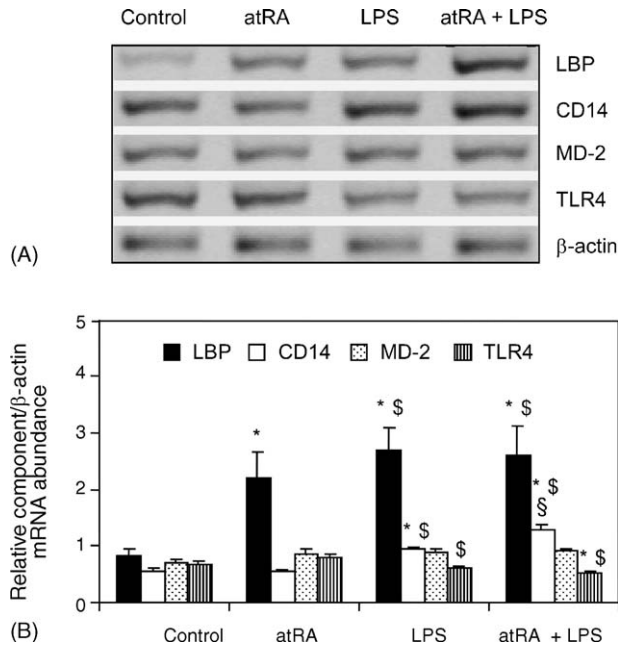 Control atRA LPS atRA + LPS
LBP
CD14
MD-2
TLR4
β-actin
(A)
Relative component/β-actin
mRNA abundance
5
4
3
2
1
0
LBP CD14 MD-2 TLR4
*
* $
* $
$
* $
* $
§
* $
Control atRA LPS atRA + LPS
(B)